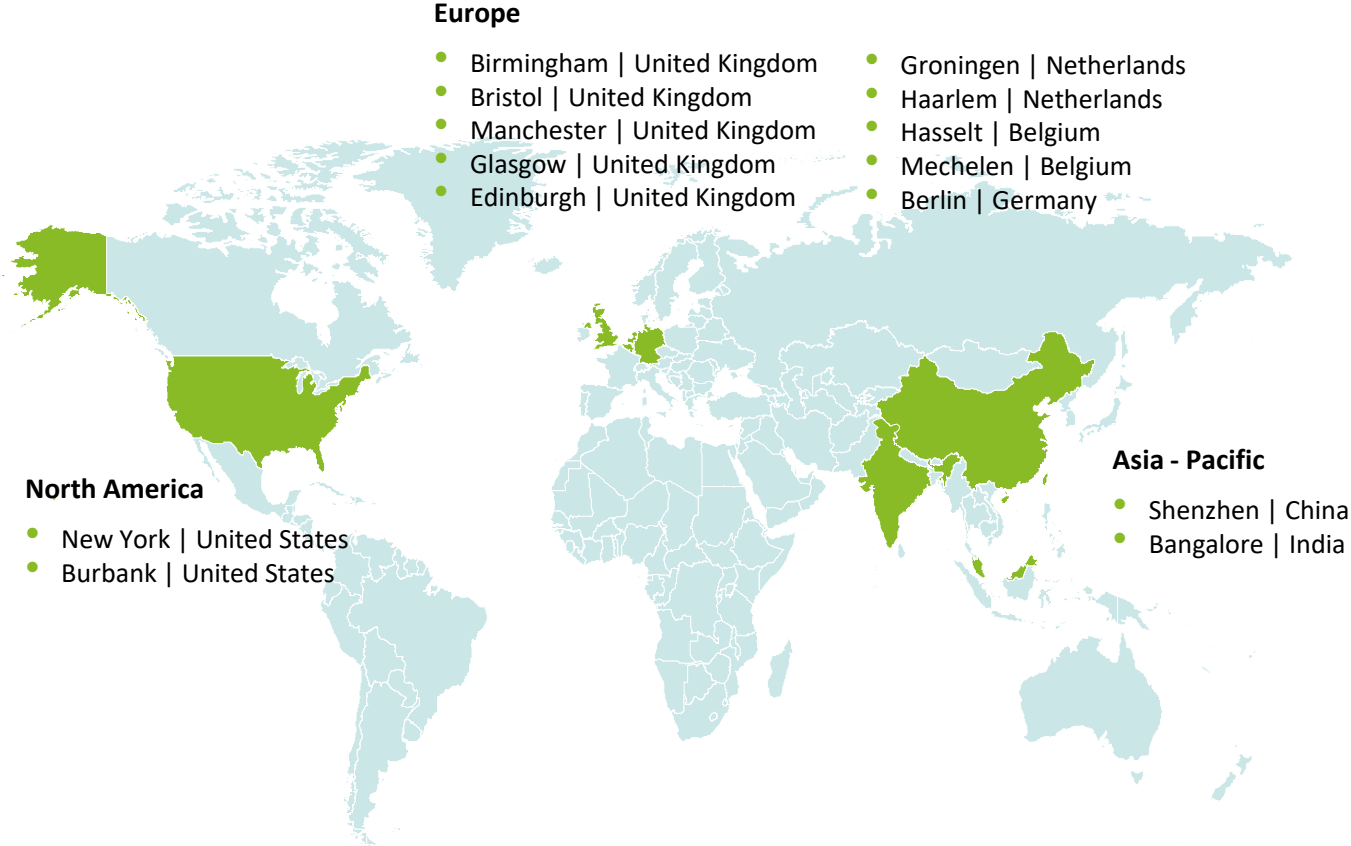 Europe
• Birmingham | United Kingdom
• Bristol | United Kingdom
• Manchester | United Kingdom
• Glasgow | United Kingdom
• Edinburgh | United Kingdom
• Groningen | Netherlands
• Haarlem | Netherlands
• Hasselt | Belgium
• Mechelen | Belgium
• Berlin | Germany
North America
• New York | United States
• Burbank | United States
Asia - Pacific
• Shenzhen | China
• Bangalore | India